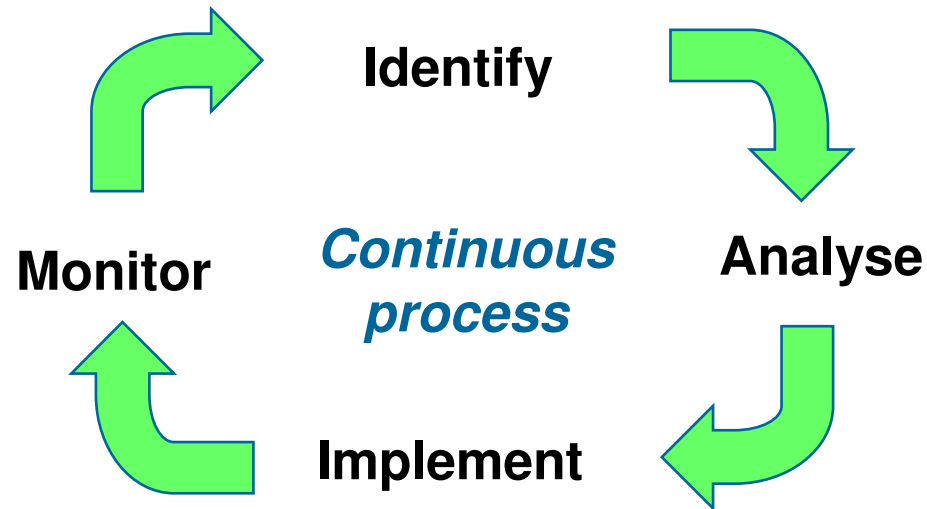 Identify
Analyse
Continuous
process
Monitor
Implement